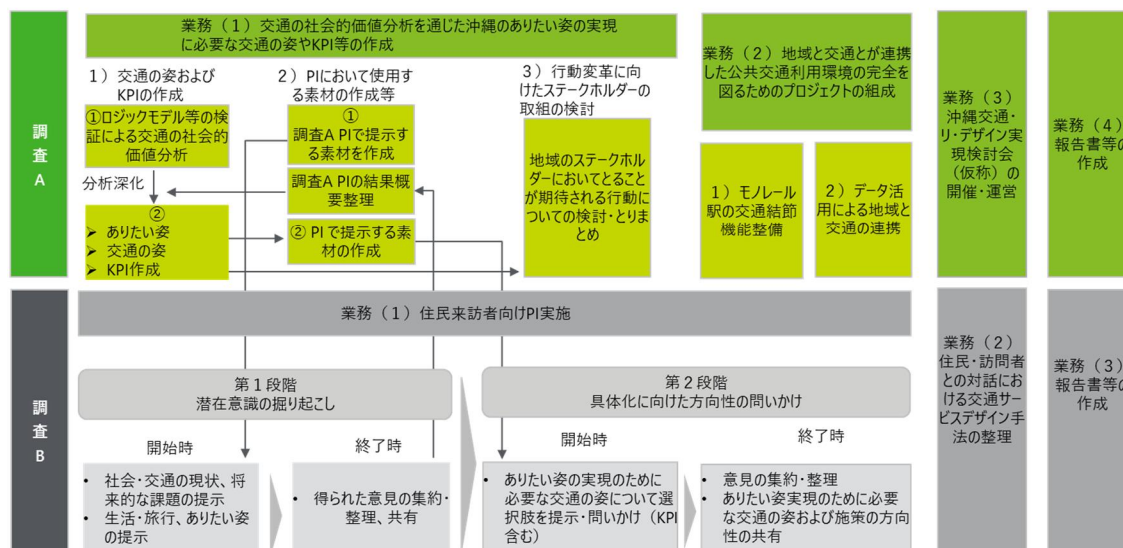 調
査
A
業務（1）交通の社会的価値分析を通じた沖縄のありたい姿の実現
に必要な交通の姿やKPI等の作成
1）交通の姿および
KPIの作成
①ロジックモデル等の検
証による交通の社会的
価値分析
分析深化
②
➢ ありたい姿
➢ 交通の姿
➢ KPI作成
2）PIにおいて使用す
る素材の作成等
①
調査A PIで提示す
る素材を作成
調査A PIの結果概
要整理
② PIで提示する素
材の作成
3）行動変革に向
けたステークホルダーの
取組の検討
地域のステークホル
ダーにおいてとること
が期待される行動に
ついての検討・とりま
とめ
業務（2）地域と交通とが連携
した公共交通利用環境の完全を
図るためのプロジェクトの組成
1）モノレール
駅の交通結節
機能整備
2）データ活
用による地域と
交通の連携
業務（3）
沖縄交通・
リ・デザイン実
現検討会
（仮称）の
開催・運営
業務（4）
報告書等の
作成
調
査
B
業務（1）住民来訪者向けPI実施
第１段階
潜在意識の掘り起こし
開始時
終了時
• 社会・交通の現状、将
来的な課題の提示
• 生活・旅行、ありたい姿
の提示
• 得られた意見の集約・
整理、共有
第２段階
具体化に向けた方向性の問いかけ
開始時
終了時
• ありたい姿の実現のために
必要な交通の姿について選
択肢を提示・問いかけ（KPI
含む）
• 意見の集約・整理
• ありたい姿実現のために必要
な交通の姿および施策の方向
性の共有
業務（2）
住民・訪問者
との対話にお
ける交通サー
ビスデザイン手
法の整理
業務（3）
報告書等の
作成